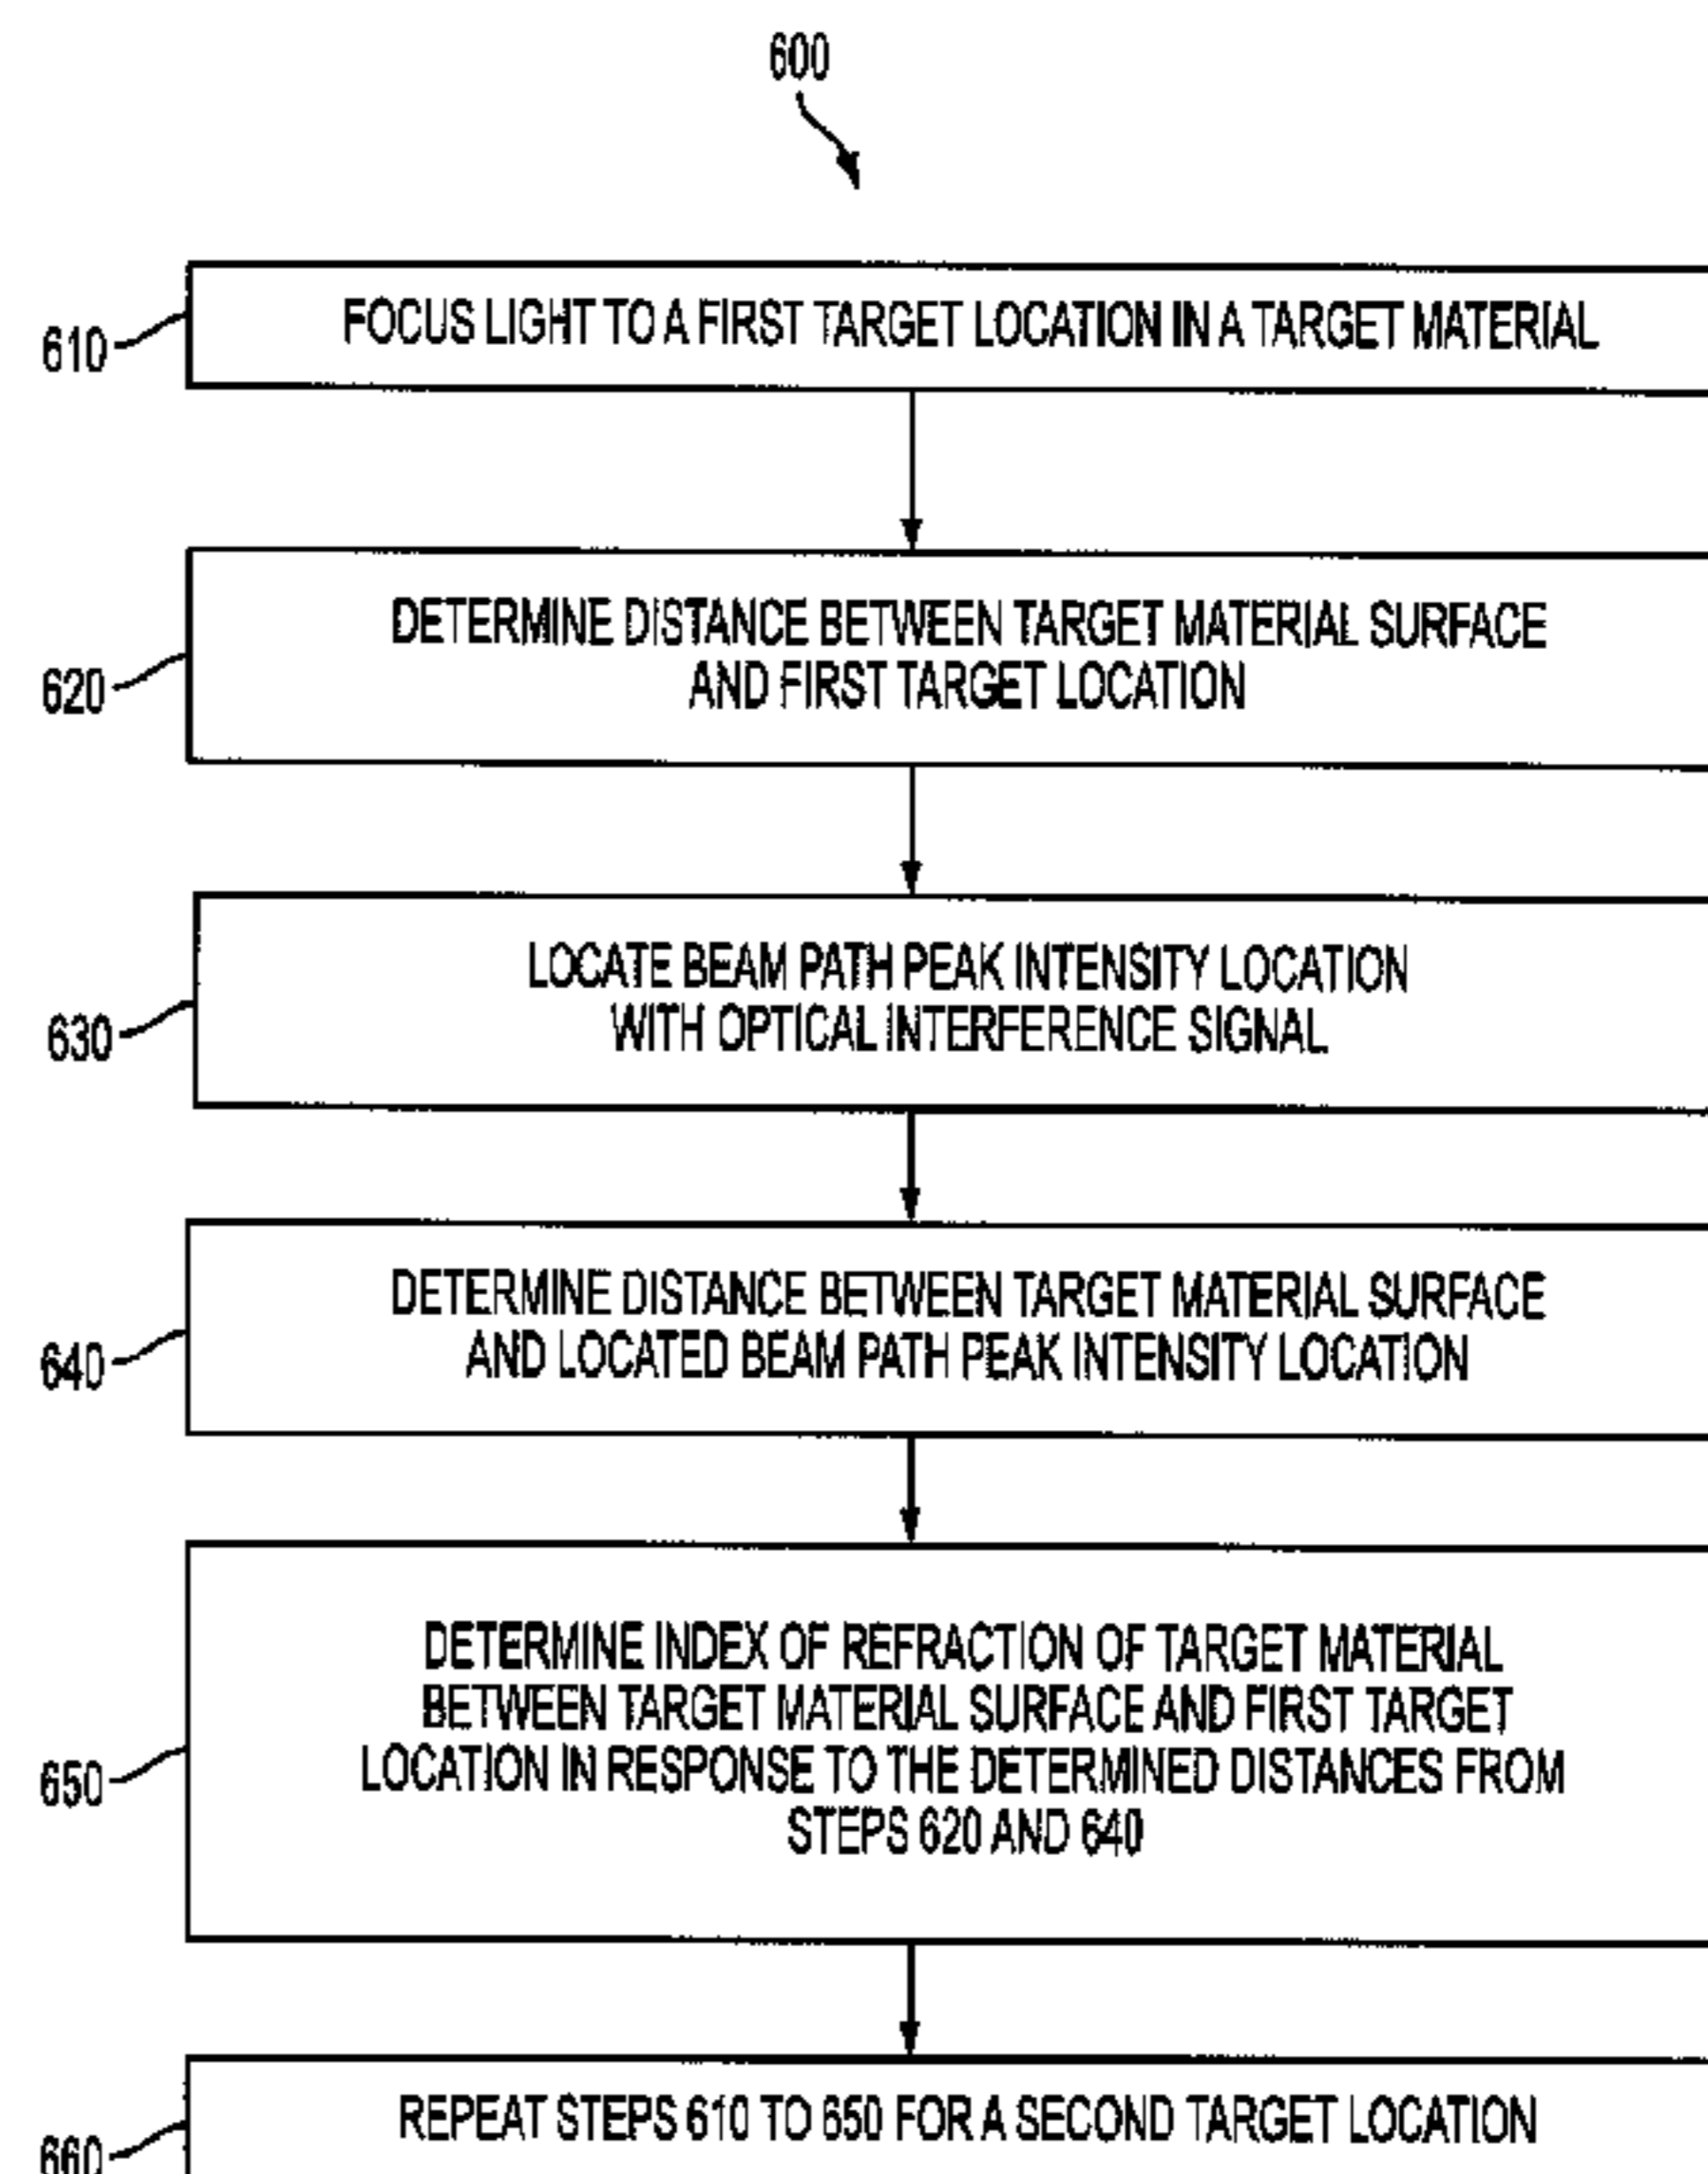 600
610
FOCUS LIGHT TO A FIRST TARGET LOCATION IN A TARGET MATERIAL
620
DETERMINE DISTANCE BETWEEN TARGET MATERIAL SURFACE
AND FIRST TARGET LOCATION
630
LOCATE BEAM PATH PEAK INTENSITY LOCATION
WITH OPTICAL INTERFERENCE SIGNAL
640
DETERMINE DISTANCE BETWEEN TARGET MATERIAL SURFACE
AND LOCATED BEAM PATH PEAK INTENSITY LOCATION
650
DETERMINE INDEX OF REFRACTION OF TARGET MATERIAL
BETWEEN TARGET MATERIAL SURFACE AND FIRST TARGET
LOCATION IN RESPONSE TO THE DETERMINED DISTANCES FROM
STEPS 620 AND 640
660
REPEAT STEPS 610 TO 650 FOR A SECOND TARGET LOCATION